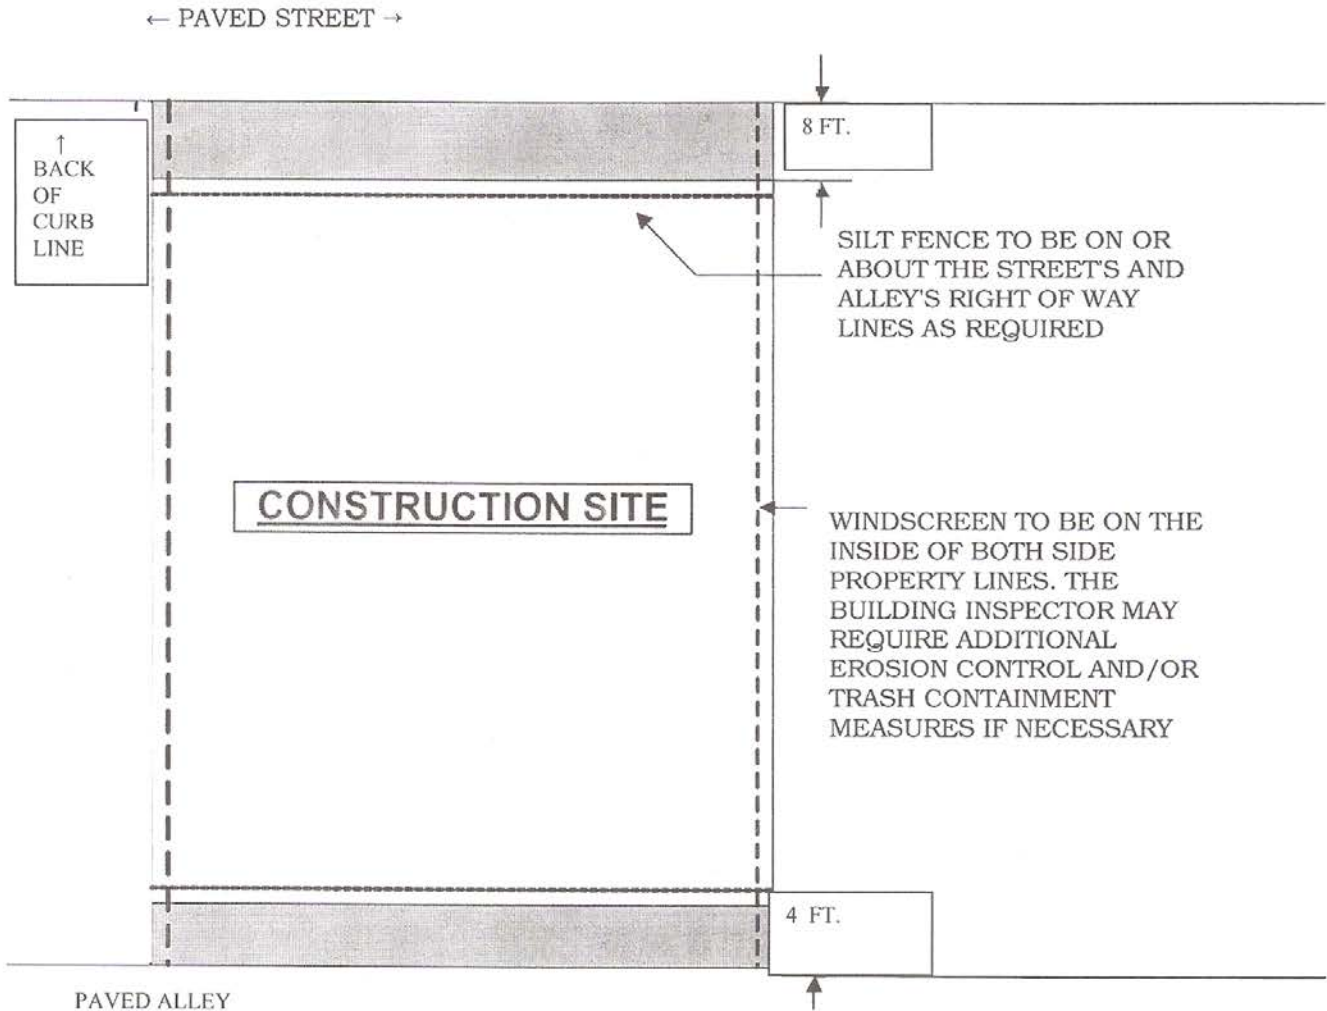 ← PAVED STREET →
↑
BACK
OF
CURB
LINE
8 FT.
SILT FENCE TO BE ON OR
ABOUT THE STREET'S AND
ALLEY'S RIGHT OF WAY
LINES AS REQUIRED
CONSTRUCTION SITE
WINDSCREEN TO BE ON THE
INSIDE OF BOTH SIDE
PROPERTY LINES. THE
BUILDING INSPECTOR MAY
REQUIRE ADDITIONAL
EROSION CONTROL AND/OR
TRASH CONTAINMENT
MEASURES IF NECESSARY
4 FT.
PAVED ALLEY